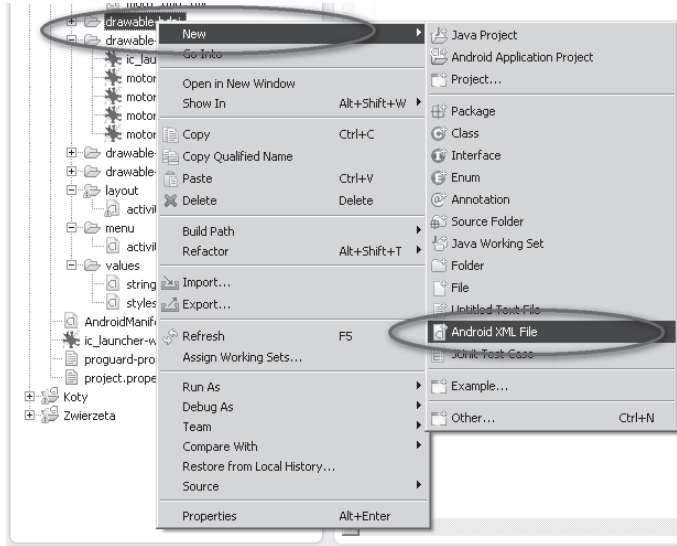 drawable-hdpi
drawable-
ic_lau
motor
motor
motor
motor
drawable-
drawable-
layout
activi
menu
activi
values
string
styles
AndroidManif
ic_launcher-w
proguard-pro
project.prope
Koty
Zwierzeta
New
Go Into
Open in New Window
Show In Alt+Shift+W
Copy Ctrl+C
Copy Qualified Name
Paste Ctrl+V
Delete Delete
Build Path
Refactor Alt+Shift+T
Import...
Export...
Refresh F5
Assign Working Sets...
Run As
Debug As
Team
Compare With
Restore from Local History...
Source
Properties Alt+Enter
Java Project
Android Application Project
Project...
Package
Class
Interface
Enum
Annotation
Source Folder
Java Working Set
Folder
File
Untitled Text File
Android XML File
JUnit Test Case
Example...
Other... Ctrl+N